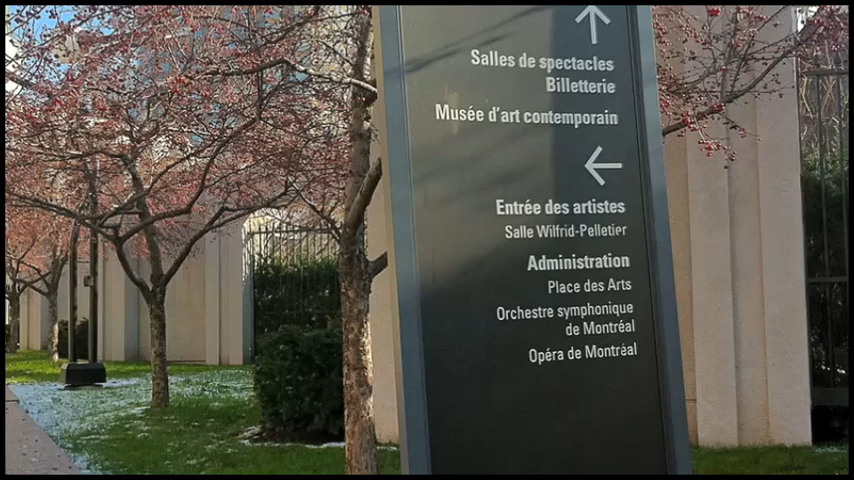 Salles de spectacles
Billetterie
Musée d'art contemporain
Entrée des artistes
Salle Wilfrid-Pelletier
Administration
Place des Arts
Orchestre symphonique
de Montréal
Opéra de Montréal